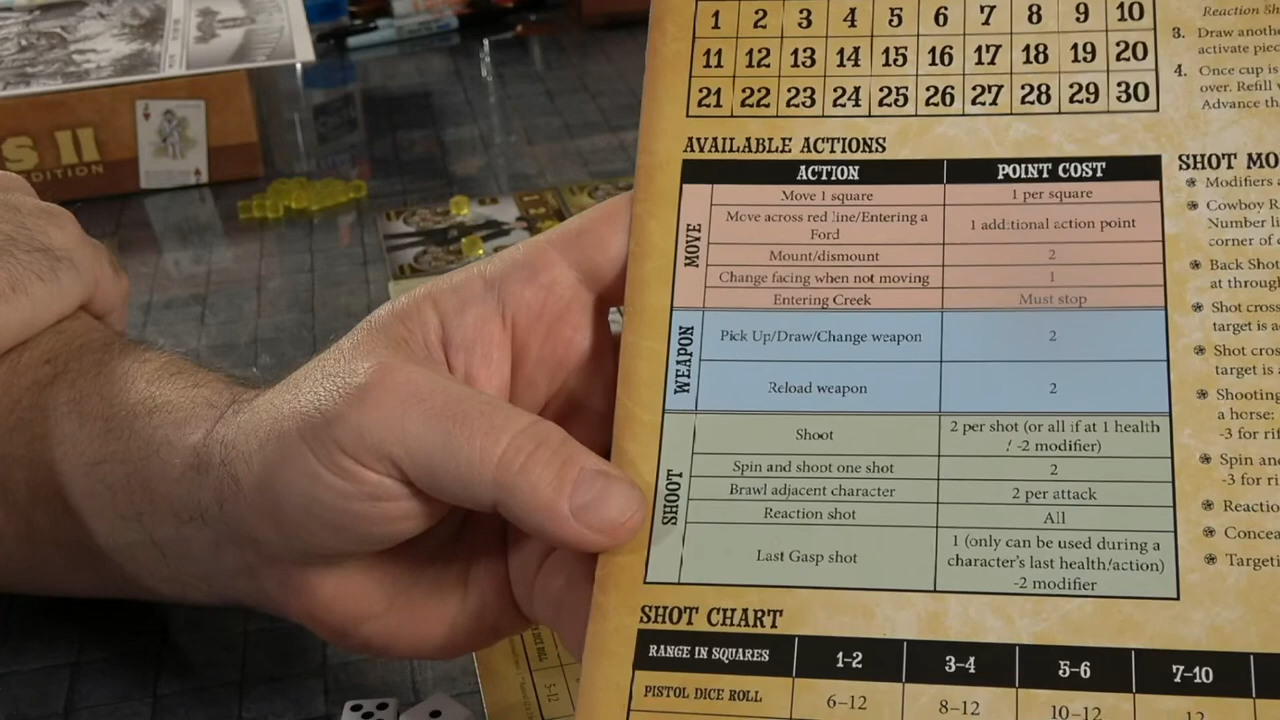 S II
EDITION
1 2 3 4 5 6 7 8 9 10
11 12 13 14 15 16 17 18 19 20
21 22 23 24 25 26 27 28 29 30
Reaction Sh
3. Draw anothe
activate piec
4. Once cup is
over. Refill
Advance th
AVAILABLE ACTIONS
ACTION POINT COST
MOVE
Move 1 square 1 per square
Move across red line/Entering a
Ford
1 additional action point
Mount/dismount 2
Change facing when not moving 1
Entering Creek Must stop
WEAPON
Pick Up/Draw/Change weapon 2
Reload weapon 2
SHOOT
Shoot
2 per shot (or all if at 1 health
/ -2 modifier)
Spin and shoot one shot 2
Brawl adjacent character 2 per attack
Reaction shot All
Last Gasp shot
1 (only can be used during a
character's last health/action)
-2 modifier
SHOT MO
Modifiers a
Cowboy R
Number li
corner of
Back Shot
at through
Shot cross
target is a
Shot cros
target is
Shooting
a horse:
-3 for rif
Spin and
-3 for ri
Reactio
Concea
Targeti
SHOT CHART
RANGE IN SQUARES 1-2 3-4 5-6 7-10
PISTOL DICE ROLL 6–12 8–12 10–12 12
DICE ROLL
5-12